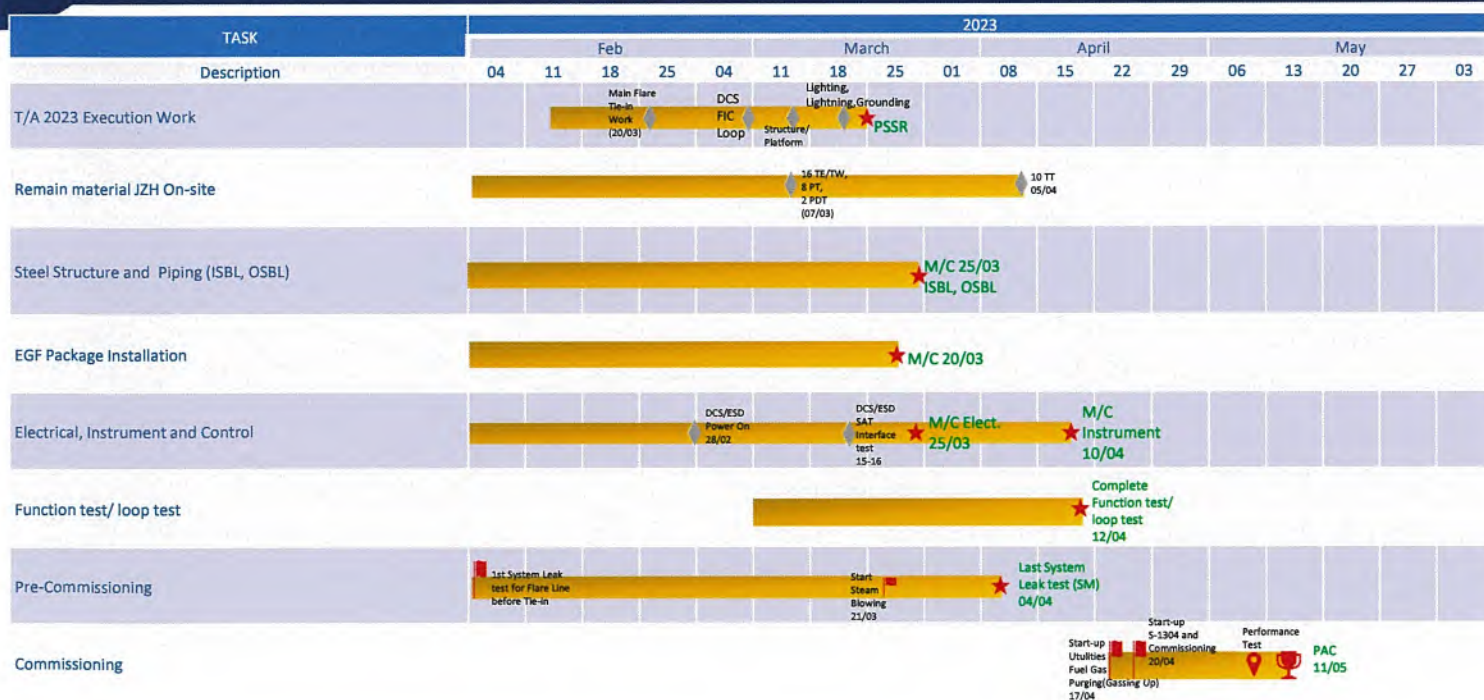 TASK
2023
Feb
March
April
May
Description
04 11 18 25 04 11 18 25 01 08 15 22 29 06 13 20 27 03
T/A 2023 Execution Work
Main Flare
Tie-in
Work
(20/03)
DCS
FIC
Loop
Structure/
Platform
Lighting,
Lightning,Grounding
PSSR
Remain material JZH On-site
16 TE/TW,
8 PT,
2 PDT
(07/03)
10 TT
05/04
Steel Structure and Piping (ISBL, OSBL)
M/C 25/03
ISBL, OSBL
EGF Package Installation
M/C 20/03
Electrical, Instrument and Control
DCS/ESD
Power On
28/02
DCS/ESD
SAT
Interface
test
15-16
M/C Elect.
25/03
M/C
Instrument
10/04
Function test/ loop test
Complete
Function test/
loop test
12/04
Pre-Commissioning
1st System Leak
test for Flare Line
before Tie-in
Start
Steam
Blowing
21/03
Last System
Leak test (SM)
04/04
Commissioning
Start-up
Utulities
Fuel Gas
Purging(Gassing Up)
17/04
Start-up
S-1304 and
Commissioning
20/04
Performance
Test
PAC
11/05